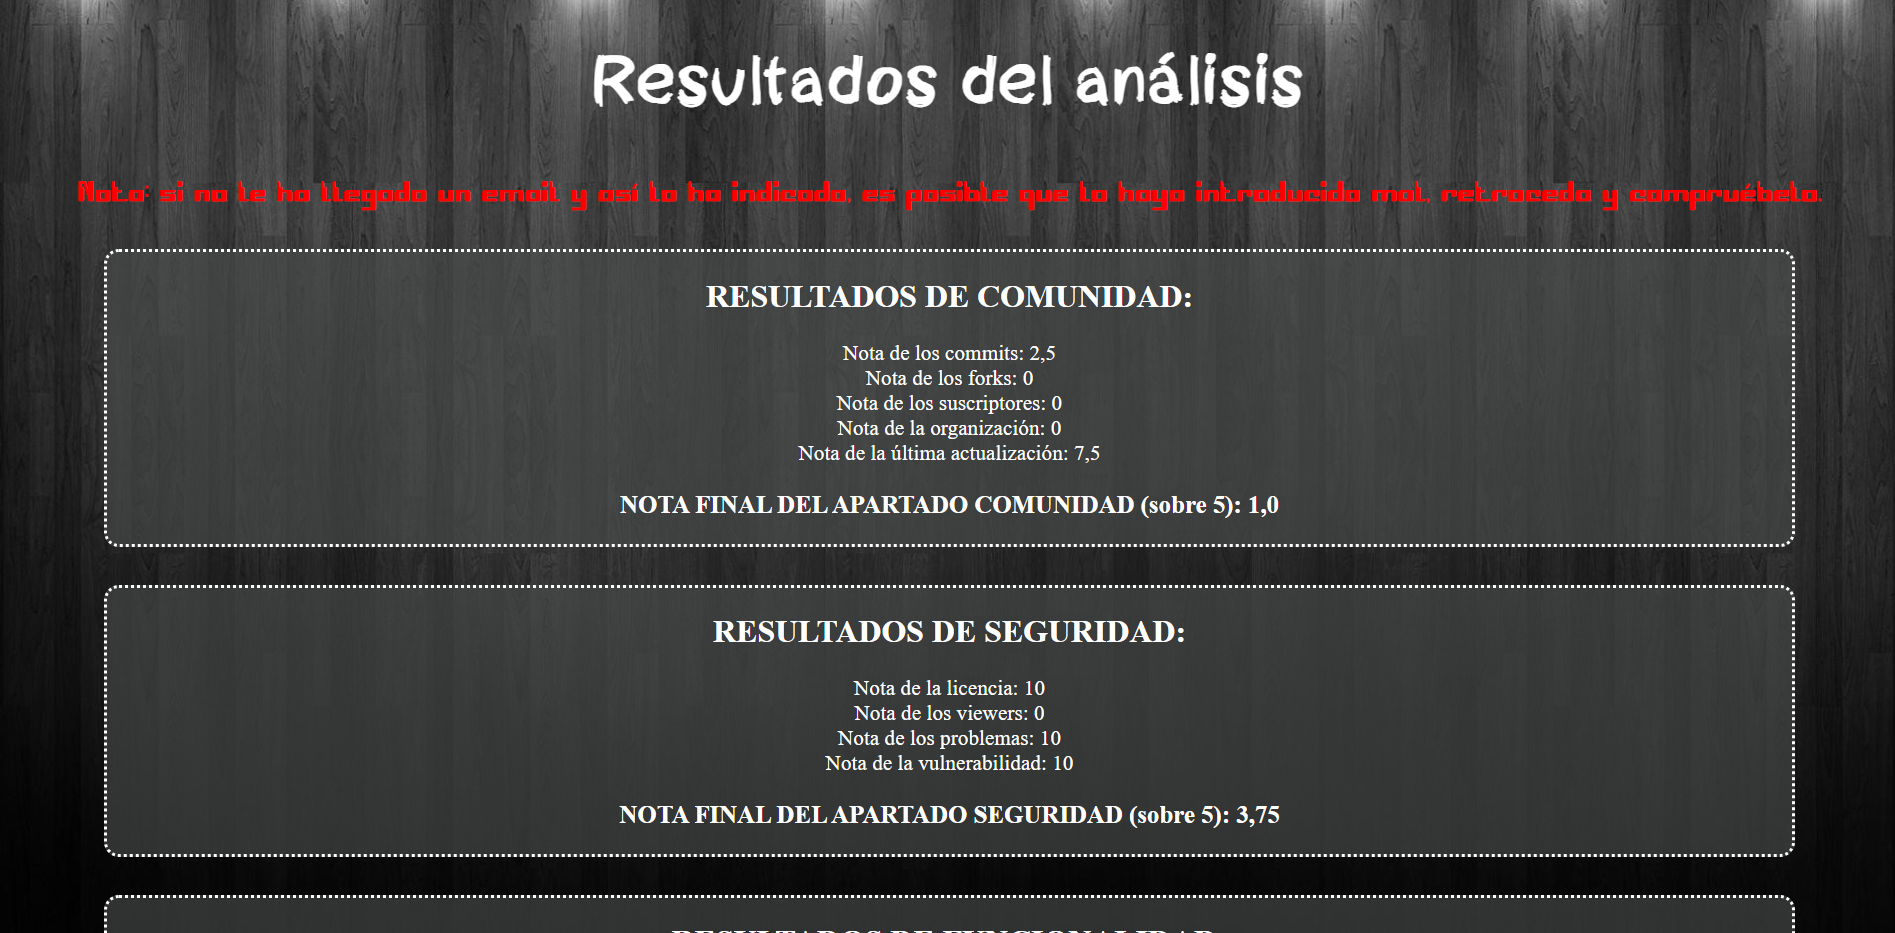 Resultados del análisis
Nota: si no le ha llegado un email y así lo ha indicado, es posible que lo haya introducido mal, retroceda y compruébelo.
RESULTADOS DE COMUNIDAD:
Nota de los commits: 2,5
Nota de los forks: 0
Nota de los suscriptores: 0
Nota de la organización: 0
Nota de la última actualización: 7,5
NOTA FINAL DEL APARTADO COMUNIDAD (sobre 5): 1,0
RESULTADOS DE SEGURIDAD:
Nota de la licencia: 10
Nota de los viewers: 0
Nota de los problemas: 10
Nota de la vulnerabilidad: 10
NOTA FINAL DEL APARTADO SEGURIDAD (sobre 5): 3,75
RESULTADOS DE FUNCIONALIDAD